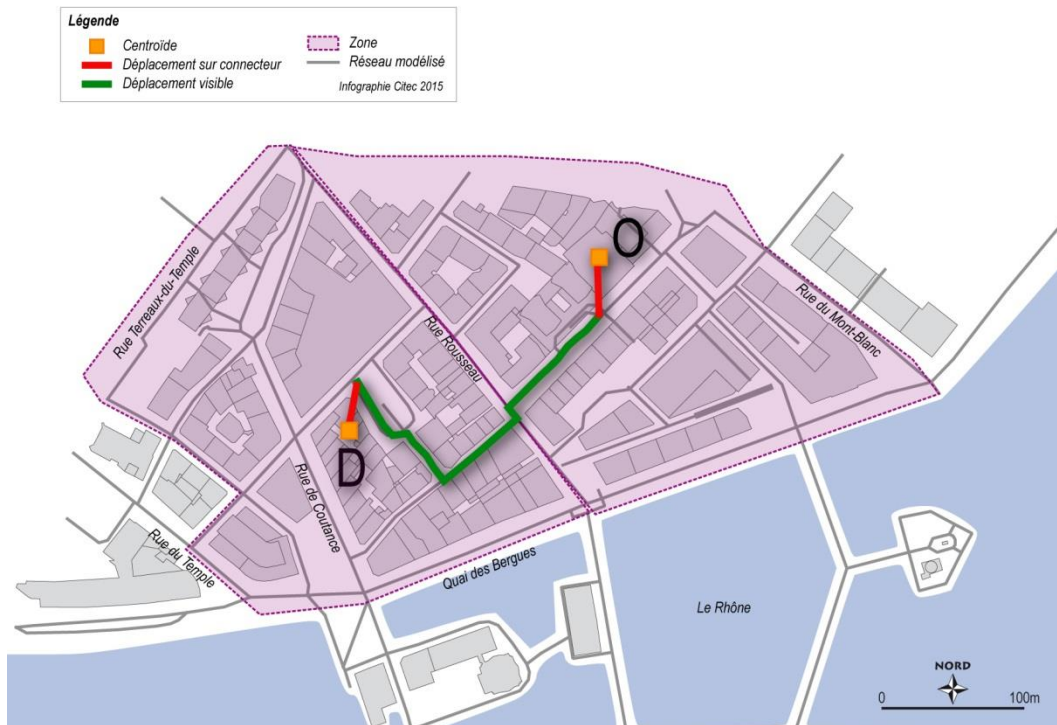 Légende
Centroïde
Déplacement sur connecteur
Déplacement visible
Zone
Réseau modélisé
Infographie Citec 2015
O
Rue Terreaux-du-Temple
Rue du Mont-Blanc
Rue Rousseau
D
Rue de Coutance
Rue du Temple
Quai des Bergues
Le Rhône
NORD
0 100m